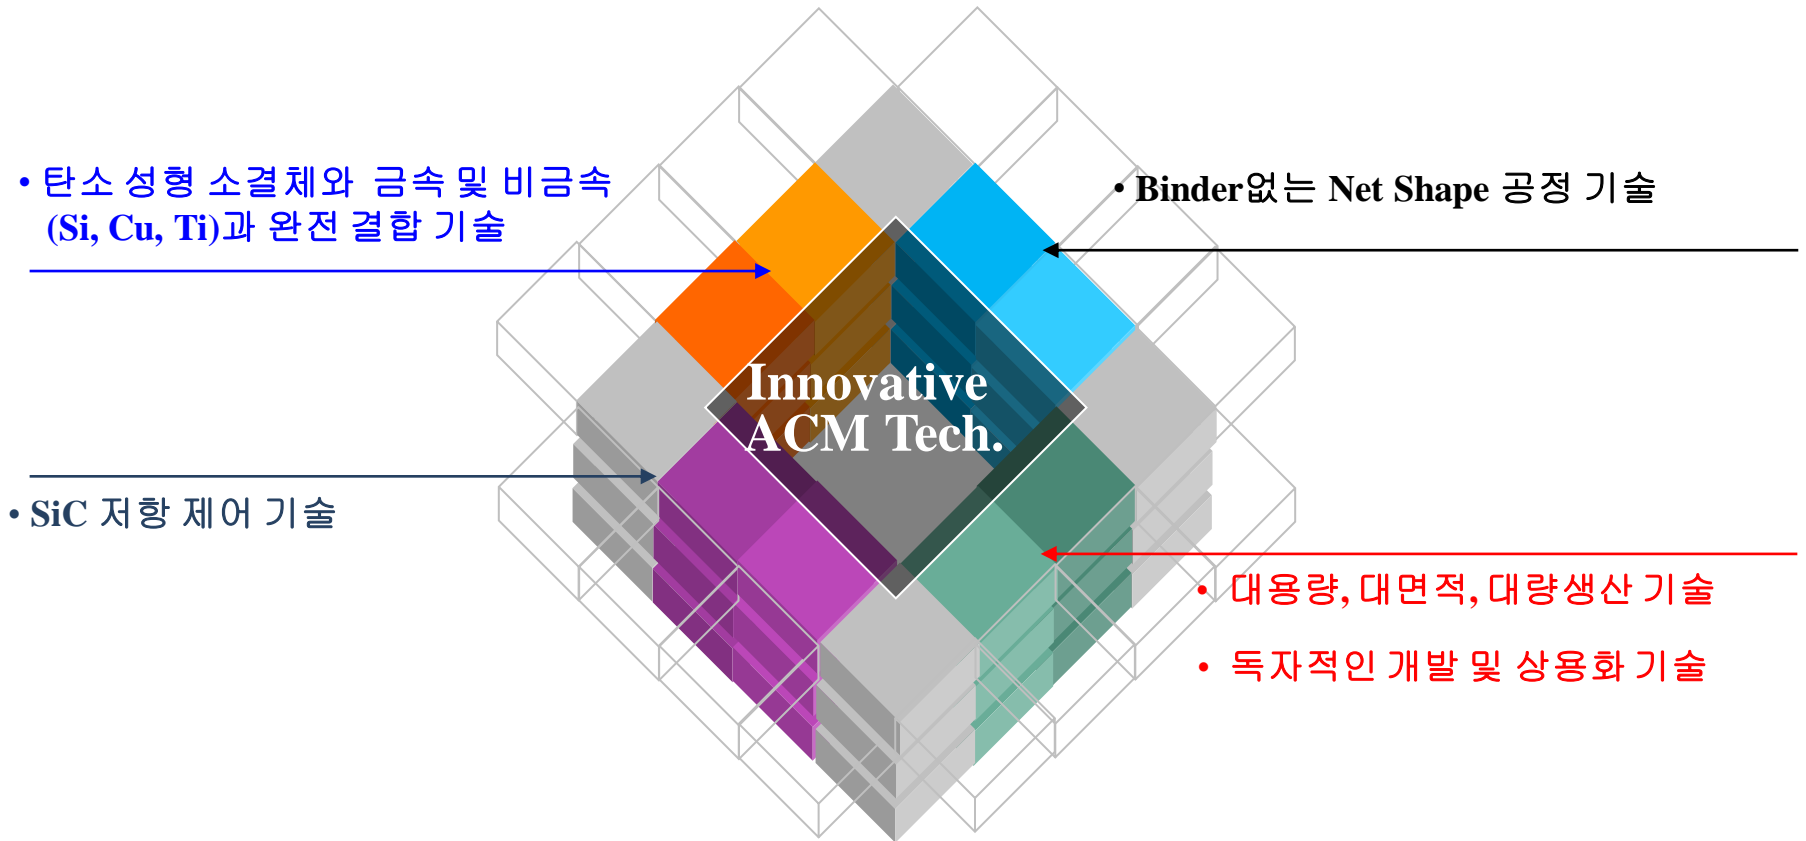 • 탄소 성형 소결체와 금속 및 비금속
(Si, Cu, Ti)과 완전 결합 기술
• Binder없는 Net Shape 공정 기술
Innovative
ACM Tech.
• SiC 저항 제어 기술
• 대용량, 대면적, 대량생산 기술
• 독자적인 개발 및 상용화 기술